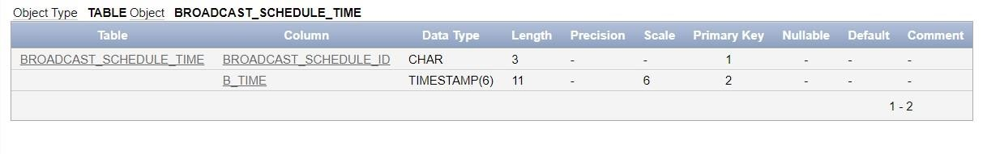 Object Type TABLE Object BROADCAST_SCHEDULE_TIME
Table Column Data Type Length Precision Scale Primary Key Nullable Default Comment
BROADCAST_SCHEDULE_TIME BROADCAST_SCHEDULE_ID CHAR 3 - - 1 - - -
B_TIME TIMESTAMP(6) 11 - 6 2 - - -
1 - 2